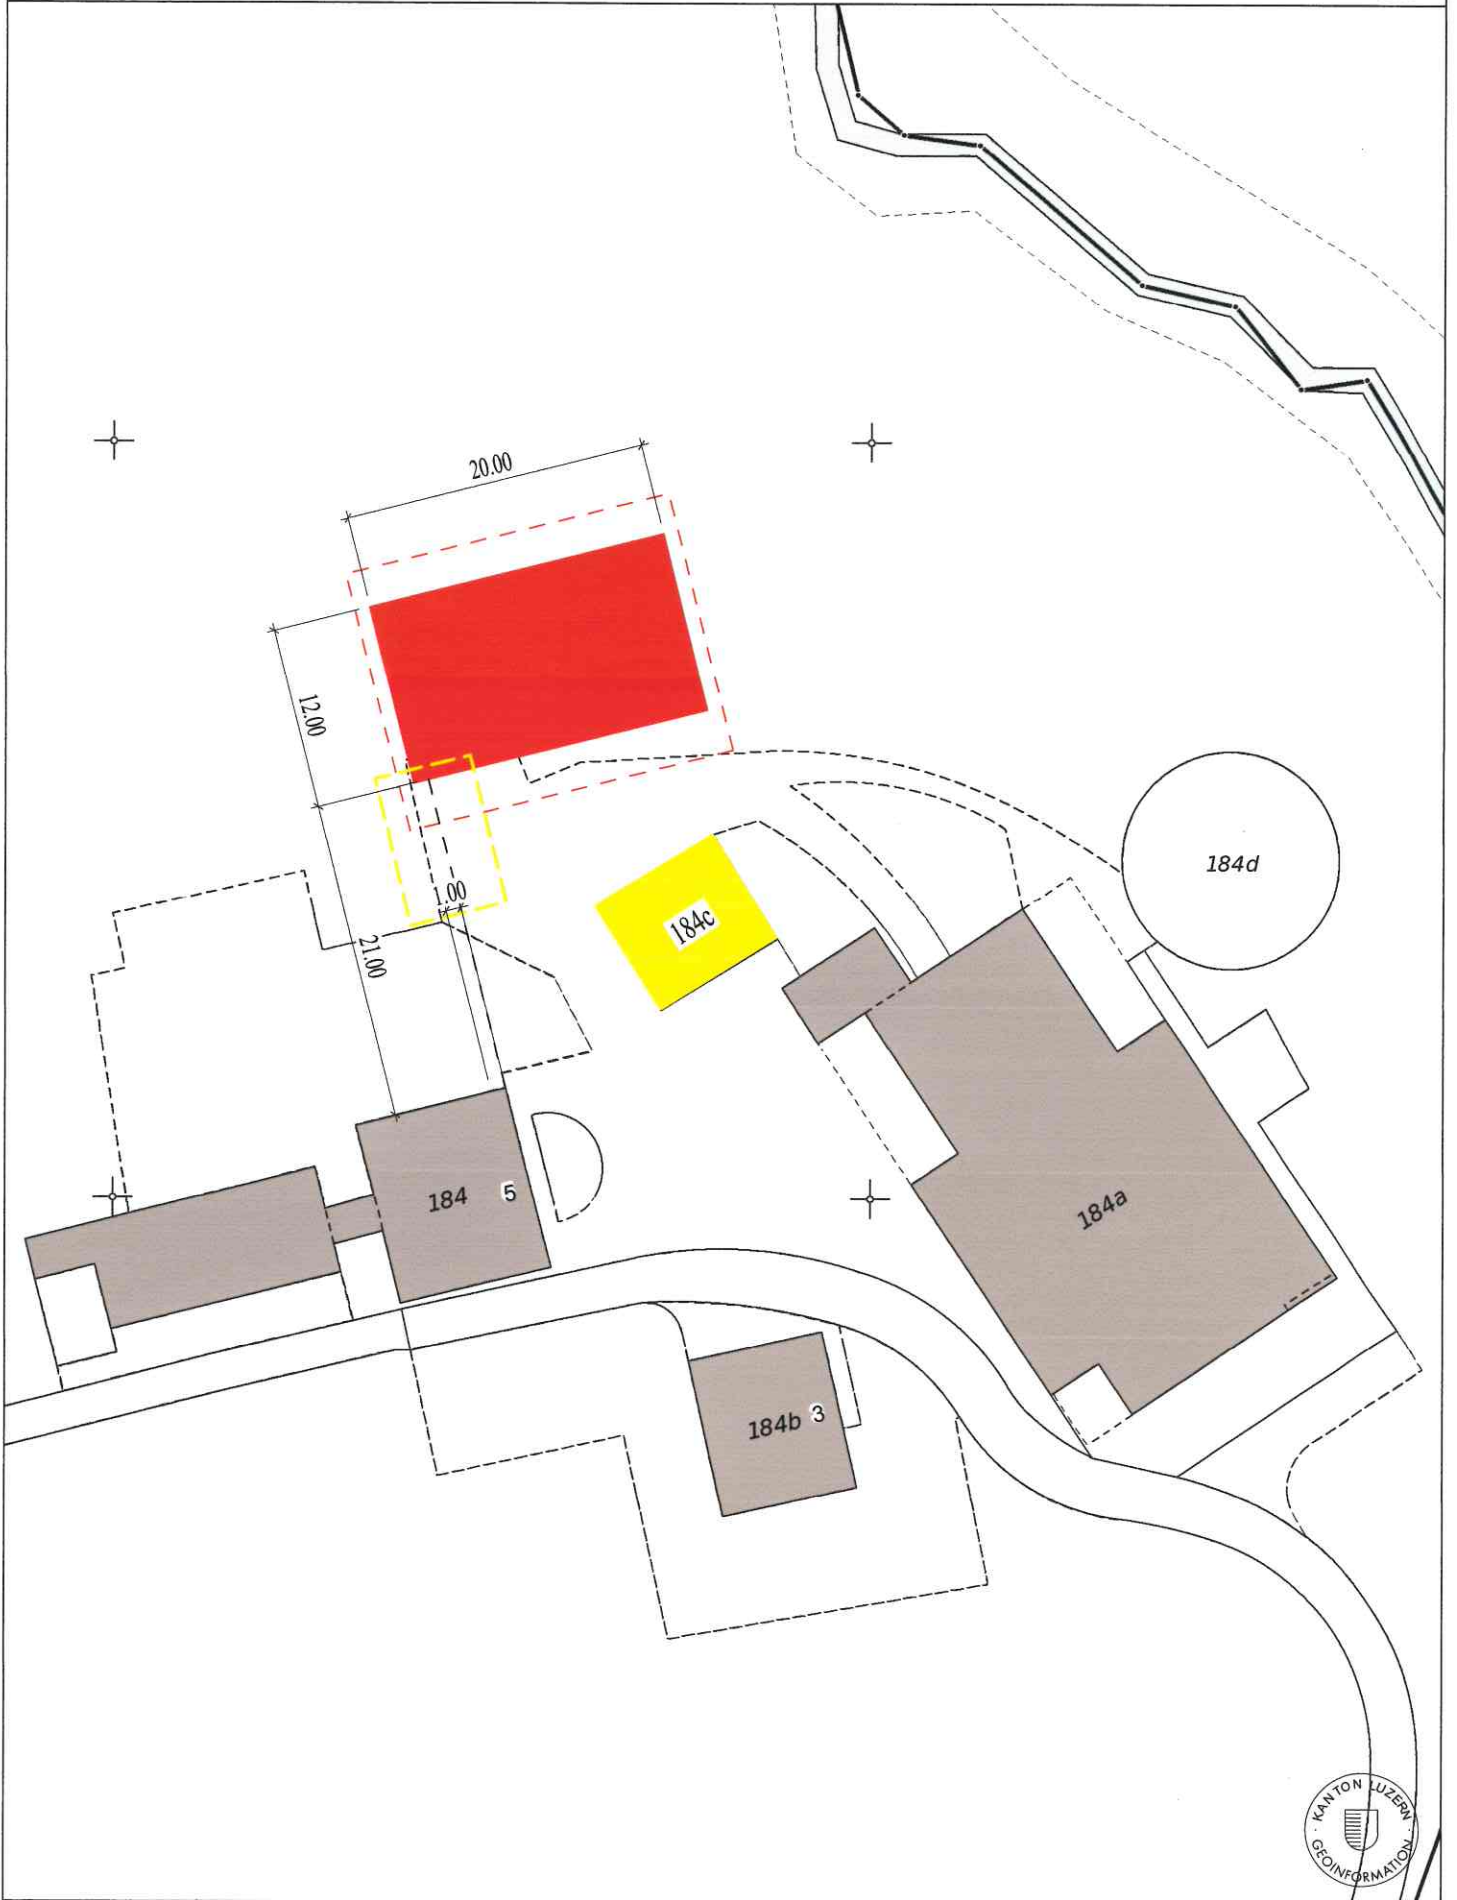 20.00
12.00
184d
1.00
184c
21.00
184 5
184a
184b 3
KANTON LUZERN
GEOINFORMATION